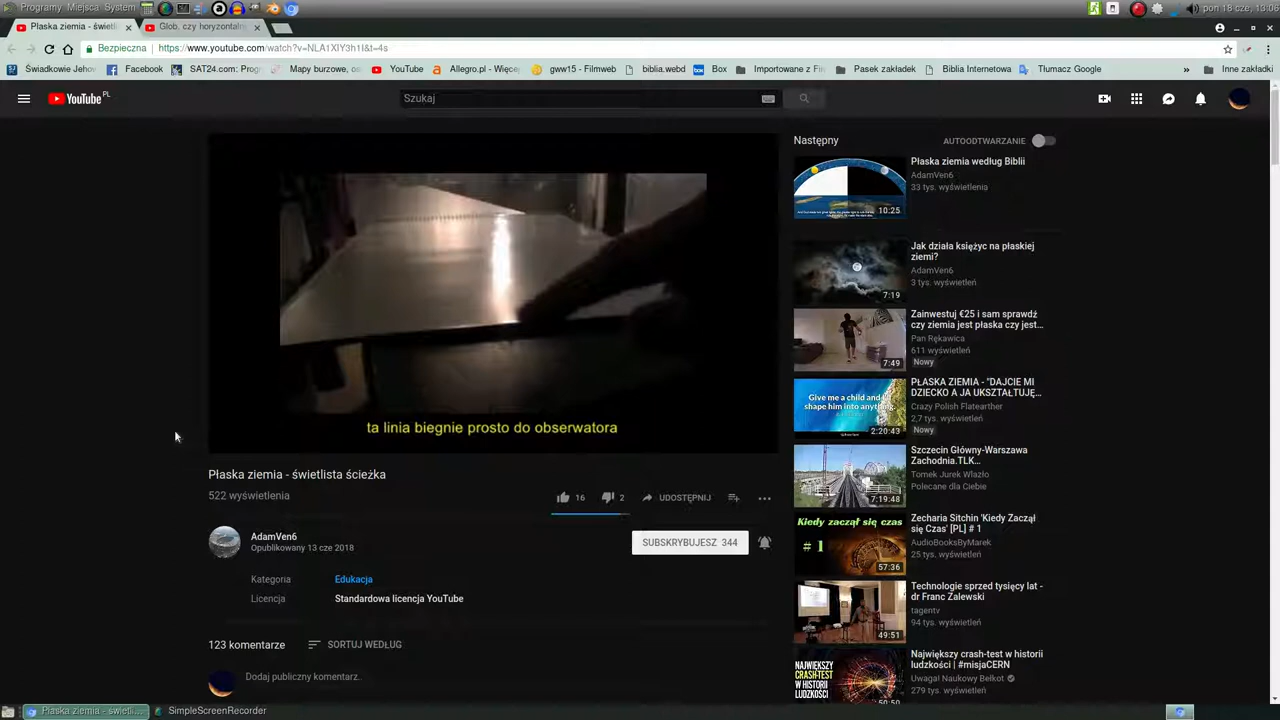 Programy Miejsca System
pon 18 cze, 13:06
Płaska ziemia - świetli
Glob, czy horyzontaln
Bezpieczna
https://www.youtube.com/watch?v=NLA1XIY3h1I&t=4s
Świadkowie Jeho
Facebook
SAT24.com: Prog
Mapy burzowe, os
YouTube
Allegro.pl - Więce
gww15 - Filmweb
biblia.webd
Box
Importowane z Fi
Pasek zakładek
Biblia Internetowa
Tłumacz Google
»
Inne zakładki
YouTube PL
Szukaj
ta linia biegnie prosto do obserwatora
Płaska ziemia - świetlista ścieżka
522 wyświetlenia
16
2
UDOSTĘPNIJ
AdamVen6
Opublikowany 13 cze 2018
SUBSKRYBUJESZ 344
Kategoria
Edukacja
Licencja
Standardowa licencja YouTube
123 komentarze
SORTUJ WEDŁUG
Dodaj publiczny komentarz..
Następny
AUTOODTWARZANIE
10:25
Płaska ziemia według Biblii
AdamVen6
33 tys. wyświetlenia
7:19
Jak działa księżyc na płaskiej
ziemi?
AdamVen6
3 tys. wyświetleń
7:49
Zainwestuj €25 i sam sprawdź
czy ziemia jest płaska czy jest...
Pan Rękawica
611 wyświetleń
Nowy
Give me a child and I'll
shape him into anything.
2:20:43
PŁASKA ZIEMIA - "DAJCIE MI
DZIECKO A JA UKSZTAŁTUJĘ...
Crazy Polish Flatearther
2,7 tys. wyświetleń
Nowy
7:19:48
Szczecin Główny-Warszawa
Zachodnia.TLK...
Tomek Jurek Wlazło
Polecane dla Ciebie
Kiedy zaczął się czas
# 1
57:36
Zecharia Sitchin 'Kiedy Zaczął
się Czas' [PL] # 1
AudioBooksByMarek
25 tys. wyświetleń
49:51
Technologie sprzed tysięcy lat -
dr Franc Zalewski
tagentv
94 tys. wyświetleń
NAJWIĘKSZY
CRASH-TEST
W HISTORII
LUDZKOŚCI
50:50
Największy crash-test w historii
ludzkości | #misjaCERN
Uwaga! Naukowy Bełkot
279 tys. wyświetleń
Płaska ziemia - świetli...
SimpleScreenRecorder